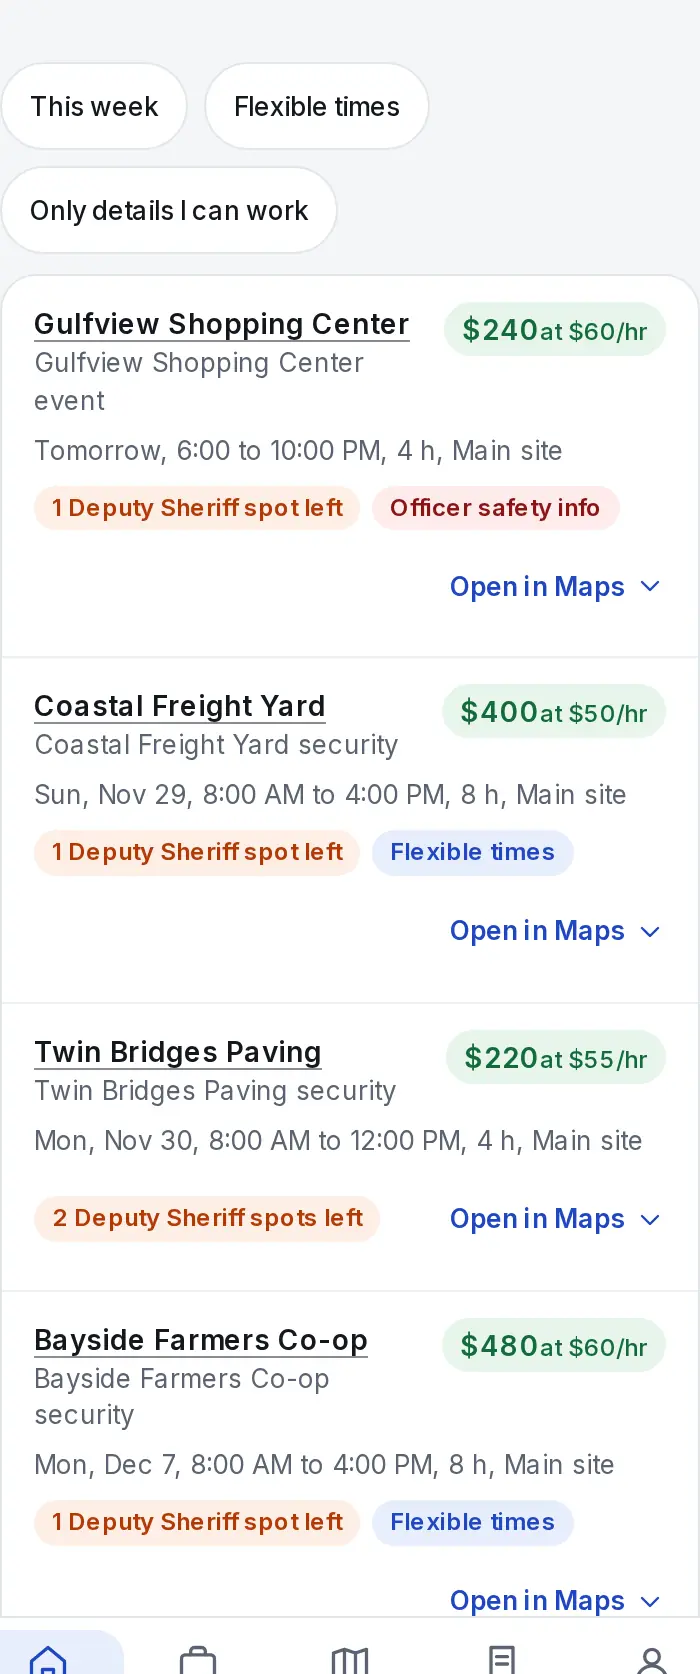 This week
Flexible times
Only details I can work
Gulfview Shopping Center
$240 at $60/hr
Gulfview Shopping Center
event
Tomorrow, 6:00 to 10:00 PM, 4 h, Main site
1 Deputy Sheriff spot left
Officer safety info
Open in Maps
Coastal Freight Yard
$400 at $50/hr
Coastal Freight Yard security
Sun, Nov 29, 8:00 AM to 4:00 PM, 8 h, Main site
1 Deputy Sheriff spot left
Flexible times
Open in Maps
Twin Bridges Paving
$220 at $55/hr
Twin Bridges Paving security
Mon, Nov 30, 8:00 AM to 12:00 PM, 4 h, Main site
2 Deputy Sheriff spots left
Open in Maps
Bayside Farmers Co-op
$480 at $60/hr
Bayside Farmers Co-op
security
Mon, Dec 7, 8:00 AM to 4:00 PM, 8 h, Main site
1 Deputy Sheriff spot left
Flexible times
Open in Maps